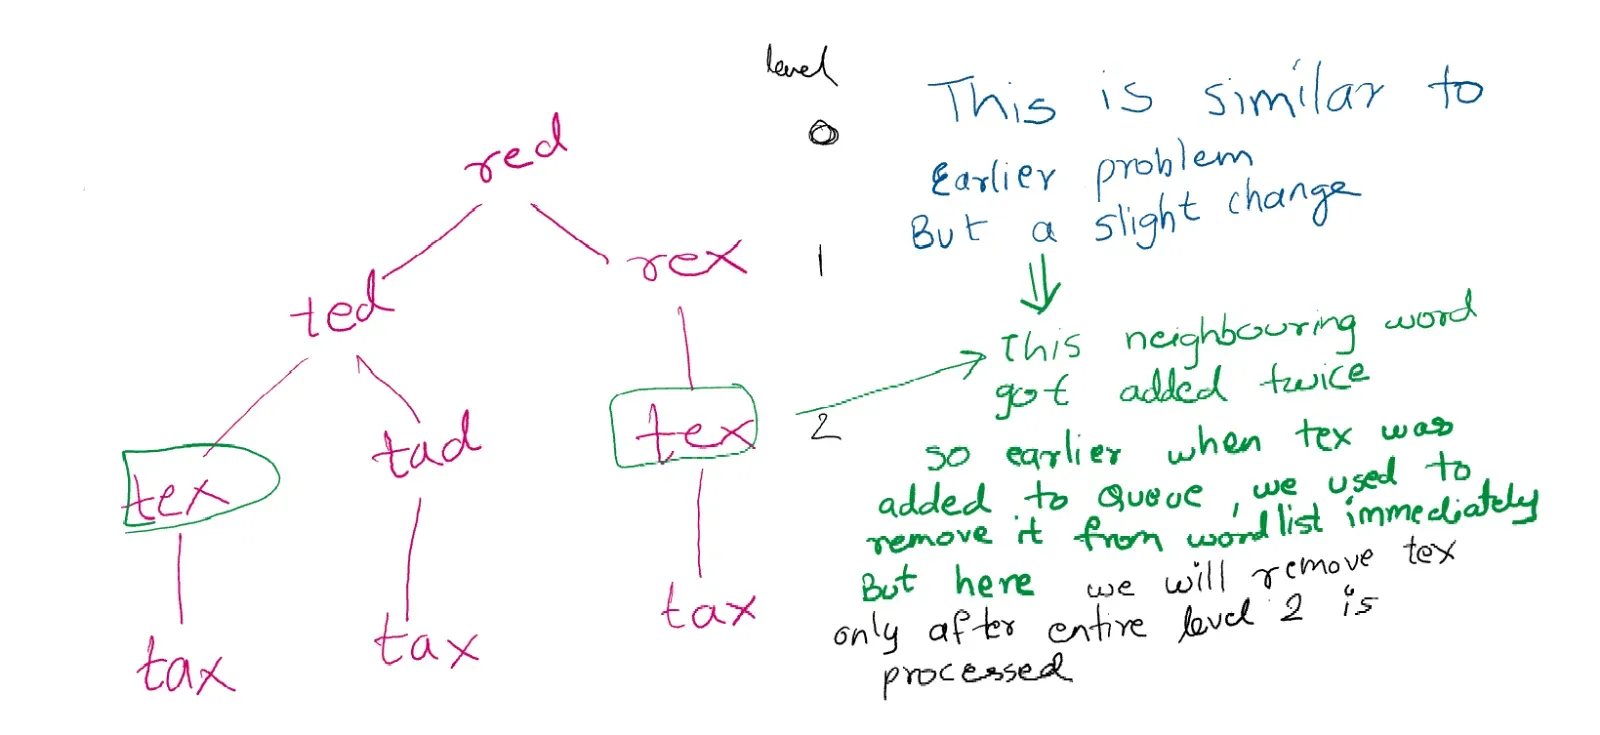 level
0
red
1
ted
rex
2
tex
tad
tex
tax
tax
tax
This is similar to
Earlier problem
But a slight change
This neighbouring word
got added twice
so earlier when tex was
added to Queue, we used to
remove it from wordlist immediately
But here we will remove tex
only after entire level 2 is
processed